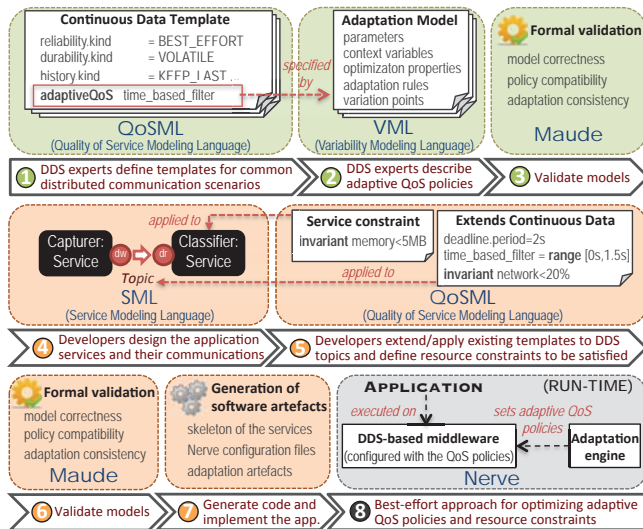 Continuous Data Template
reliability.kind = BEST_EFFORT
durability.kind = VOLATILE
history.kind = KEEP_LAST ...
adaptiveQoS time_based_filter
QoSML
(Quality of Service Modeling Language)
specified by
Adaptation Model
parameters
context variables
optimizaton properties
adaptation rules
variation points
VML
(Variability Modeling Language)
Formal validation
model correctness
policy compatibility
adaptation consistency
Maude
1 DDS experts define templates for common
distributed communication scenarios
2 DDS experts describe
adaptive QoS policies
3 Validate models
applied to
Capturer:
Service
dw
dr
Classifier:
Service
Topic
SML
(Service Modeling Language)
Service constraint
invariant memory<5MB
applied to
Extends Continuous Data
deadline.period=2s
time_based_filter = range [0s,1.5s]
invariant network<20%
QoSML
(Quality of Service Modeling Language)
4 Developers design the application
services and their communications
5 Developers extend/apply existing templates to DDS
topics and define resource constraints to be satisfied
Formal validation
model correctness
policy compatibility
adaptation consistency
Maude
Generation of
software artefacts
skeleton of the services
Nerve configuration files
adaptation artefacts
APPLICATION
(RUN-TIME)
executed on
sets adaptive QoS
policies
DDS-based middleware
(configured with the QoS policies)
Adaptation
engine
Nerve
6 Validate models
7 Generate code and
implement the app.
8 Best-effort approach for optimizing adaptive
QoS policies and resource constraints